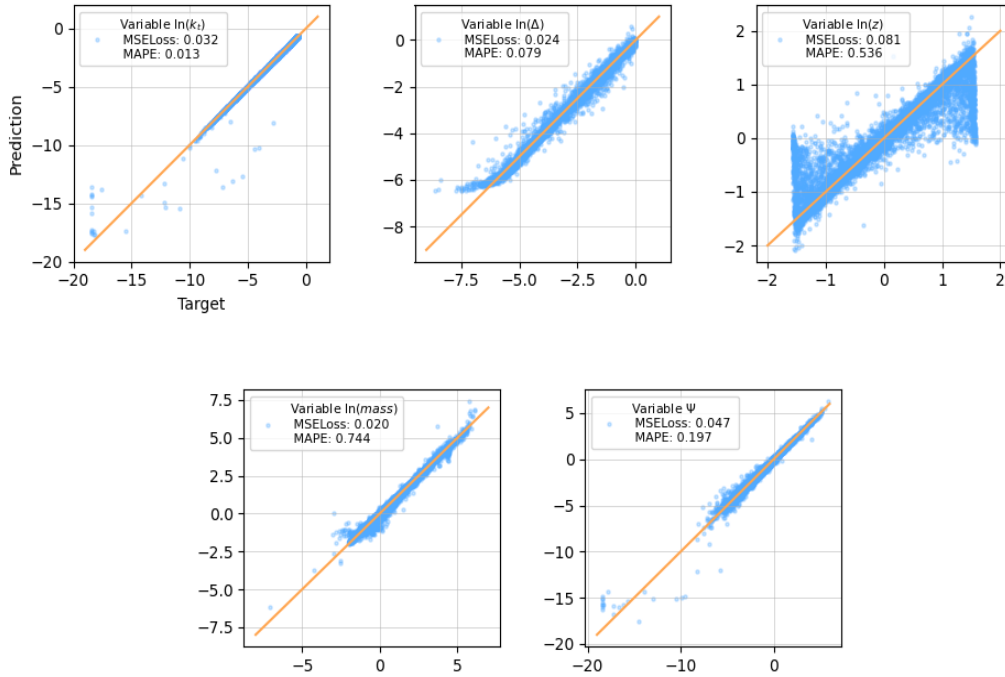 Variable ln(kₜ)
MSELoss: 0.032
MAPE: 0.013
0
−5
−10
−15
−20
−20
−15
−10
−5
0
Prediction
Target
Variable ln(Δ)
MSELoss: 0.024
MAPE: 0.079
0
−2
−4
−6
−8
−7.5
−5.0
−2.5
0.0
Variable ln(z)
MSELoss: 0.081
MAPE: 0.536
2
1
0
−1
−2
−2
−1
0
1
2
Variable ln(mass)
MSELoss: 0.020
MAPE: 0.744
7.5
5.0
2.5
0.0
−2.5
−5.0
−7.5
−5
0
5
Variable Ψ
MSELoss: 0.047
MAPE: 0.197
5
0
−5
−10
−15
−20
−20
−10
0